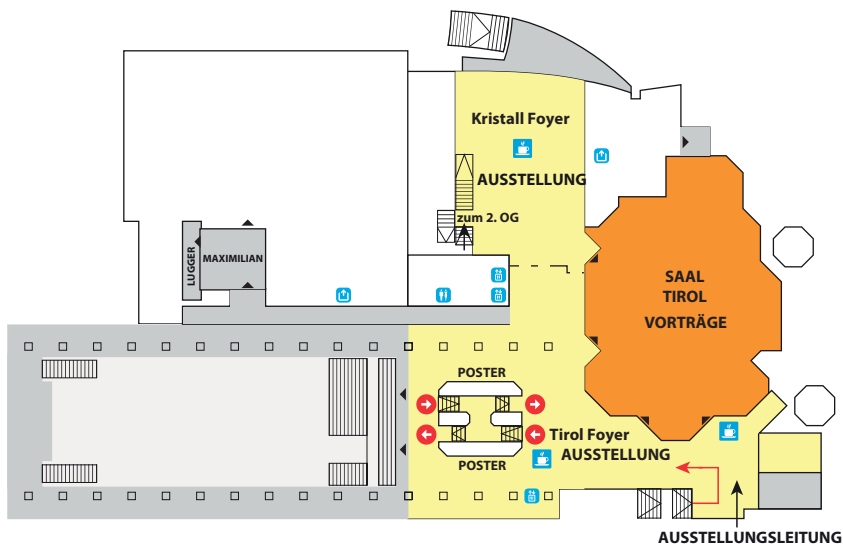 Kristall Foyer
AUSSTELLUNG
zum 2. OG
LUGGER
MAXIMILIAN
SAAL
TIROL
VORTRÄGE
POSTER
Tirol Foyer
AUSSTELLUNG
POSTER
AUSSTELLUNGSLEITUNG